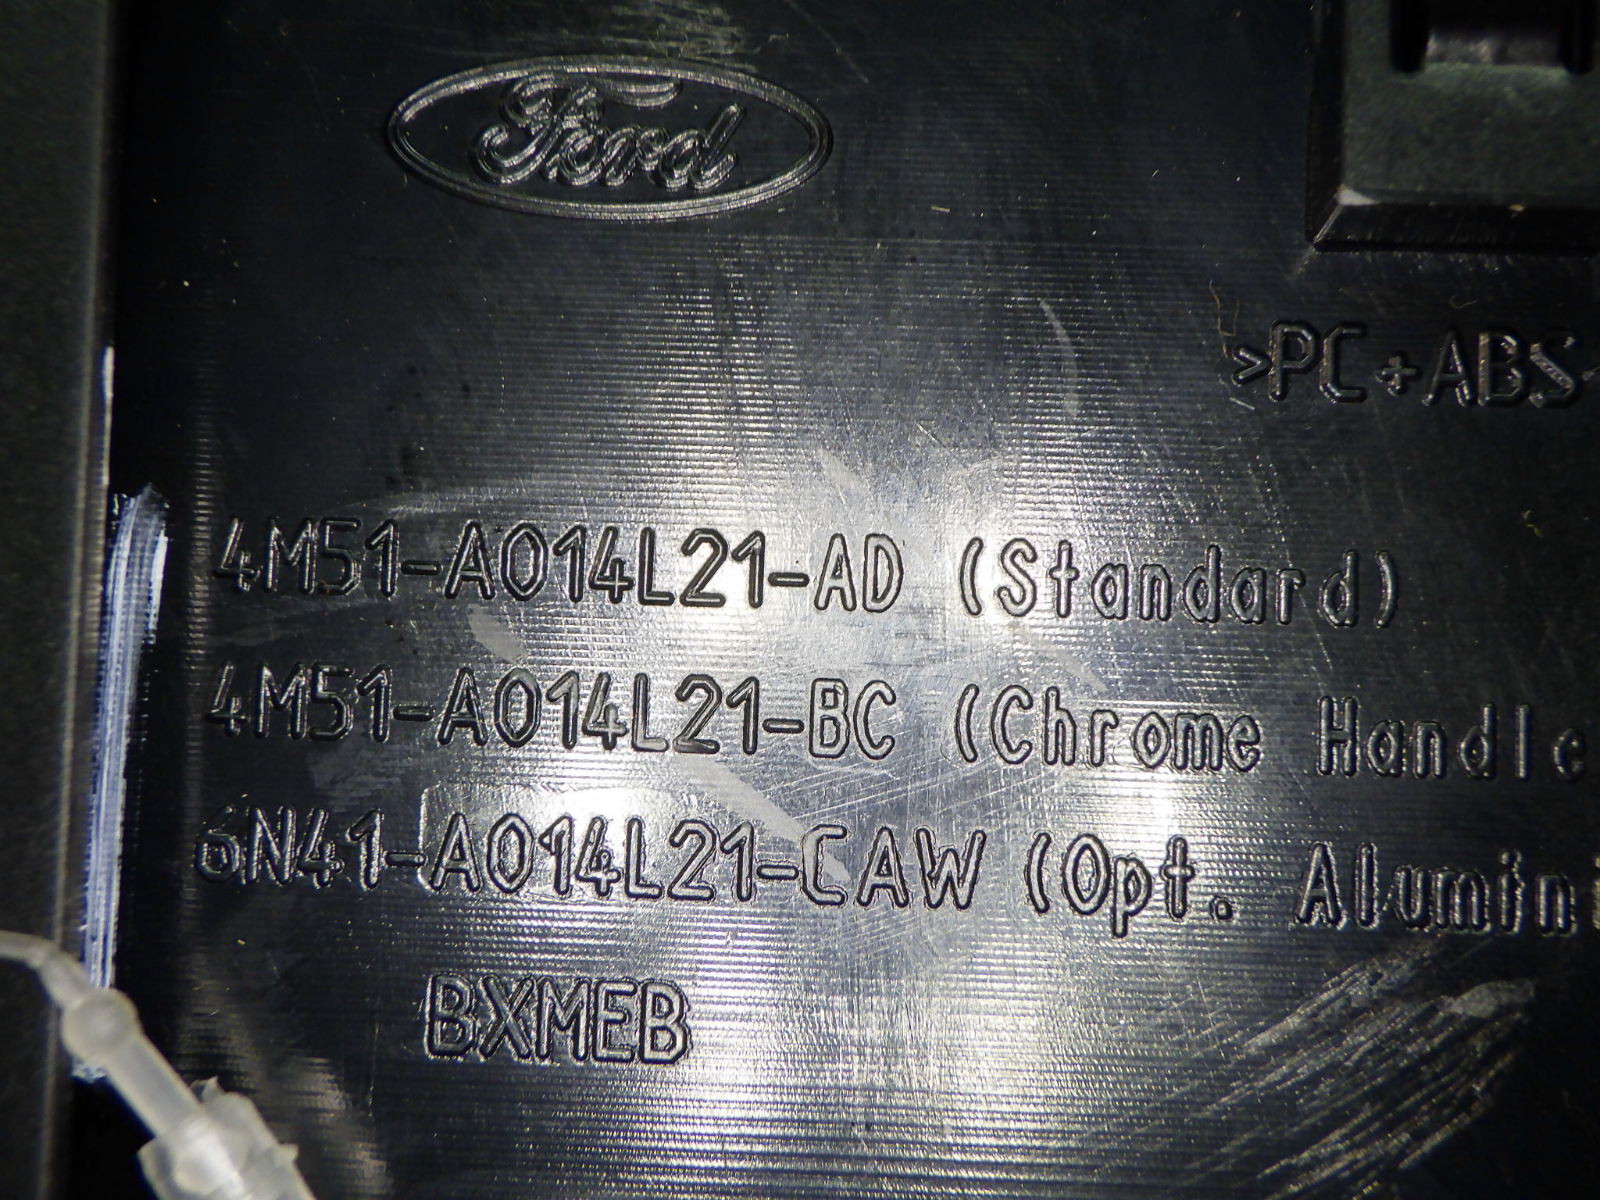 Ford
>PC+ABS
4M51-A014L21-AD (Standard)
4M51-A014L21-BC (Chrome Handle
6N41-A014L21-CAW (Opt. Alumini
BXMEB